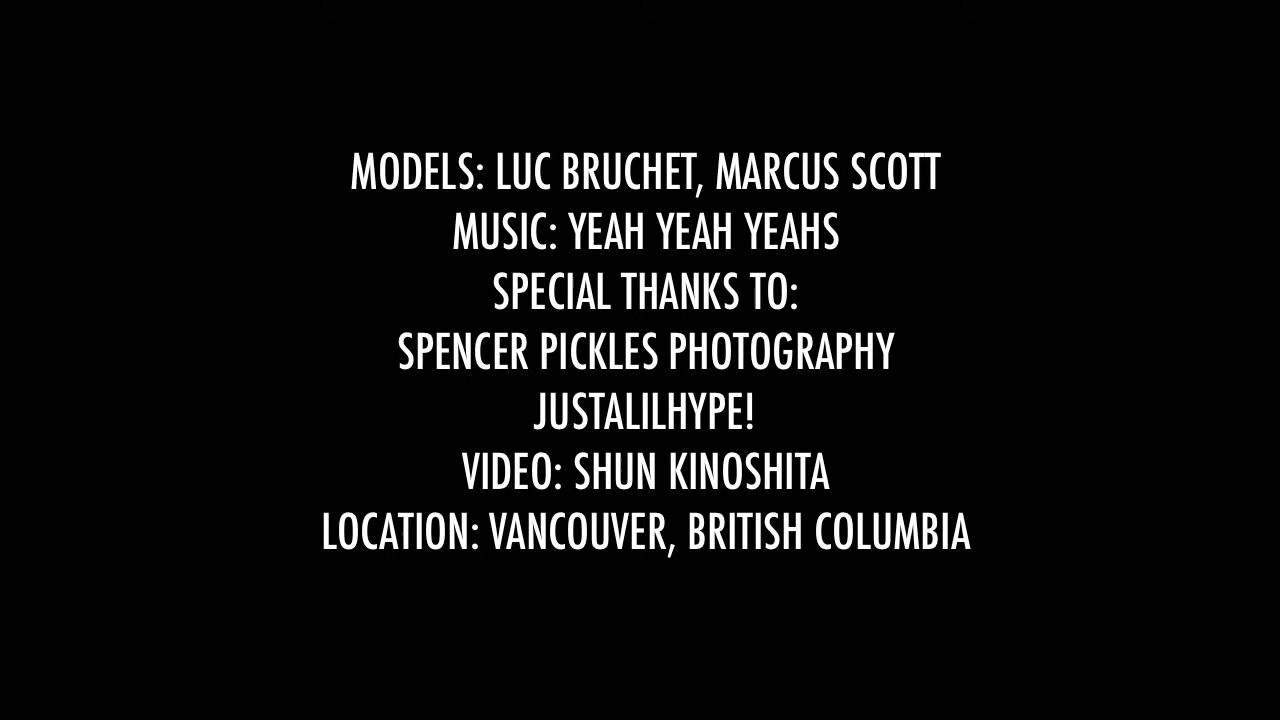 MODELS: LUC BRUCHET, MARCUS SCOTT
MUSIC: YEAH YEAH YEAHS
SPECIAL THANKS TO:
SPENCER PICKLES PHOTOGRAPHY
JUSTALILHYPE!
VIDEO: SHUN KINOSHITA
LOCATION: VANCOUVER, BRITISH COLUMBIA